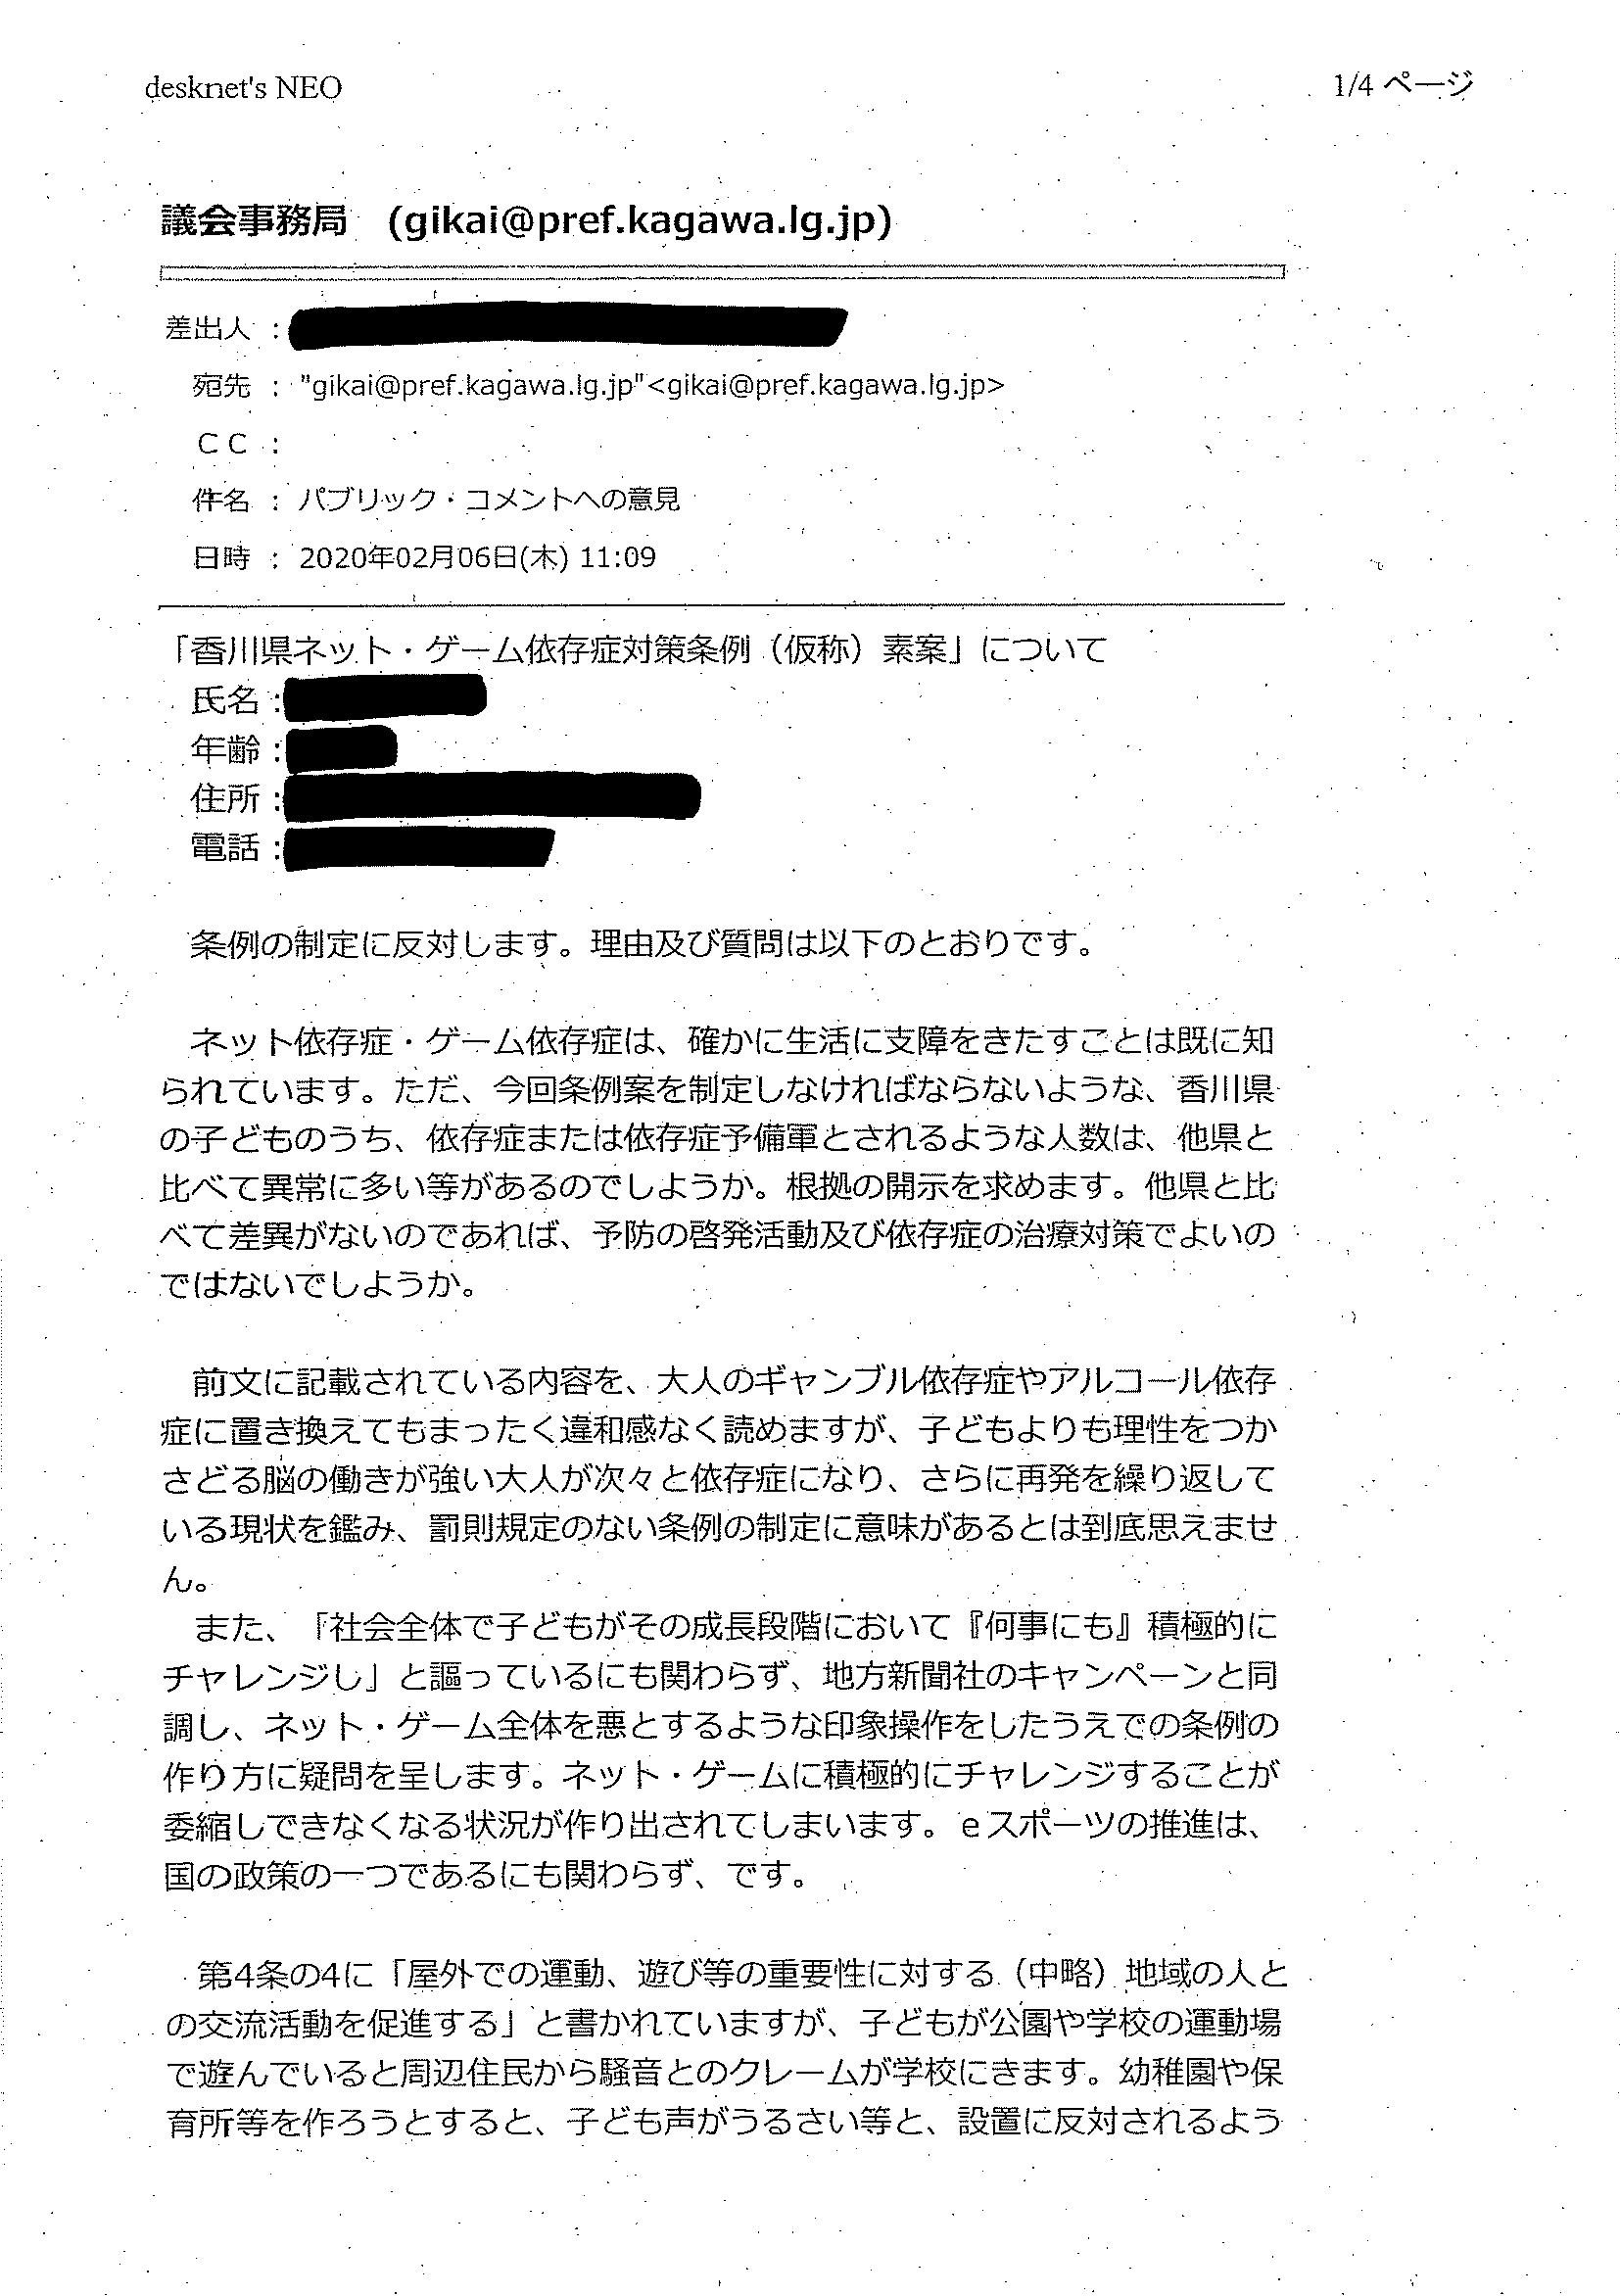 desknet's NEO
1/4 ページ
議会事務局　(gikai@pref.kagawa.lg.jp)
差出人 :
宛先 : "gikai@pref.kagawa.lg.jp"<gikai@pref.kagawa.lg.jp>
ＣＣ :
件名 : パブリック・コメントへの意見
日時 : 2020年02月06日(木) 11:09
「香川県ネット・ゲーム依存症対策条例（仮称）素案」について
氏名 :
年齢 :
住所 :
電話 :
条例の制定に反対します。理由及び質問は以下のとおりです。
ネット依存症・ゲーム依存症は、確かに生活に支障をきたすことは既に知
られています。ただ、今回条例案を制定しなければならないような、香川県
の子どものうち、依存症または依存症予備軍とされるような人数は、他県と
比べて異常に多い等があるのでしようか。根拠の開示を求めます。他県と比
べて差異がないのであれば、予防の啓発活動及び依存症の治療対策でよいの
ではないでしようか。
前文に記載されている内容を、大人のギャンブル依存症やアルコール依存
症に置き換えてもまったく違和感なく読めますが、子どもよりも理性をつか
さどる脳の働きが強い大人が次々と依存症になり、さらに再発を繰り返して
いる現状を鑑み、罰則規定のない条例の制定に意味があるとは到底思えませ
ん。
また、「社会全体で子どもがその成長段階において『何事にも』積極的に
チャレンジし」と謳っているにも関わらず、地方新聞社のキャンペーンと同
調し、ネット・ゲーム全体を悪とするような印象操作をしたうえでの条例の
作り方に疑問を呈します。ネット・ゲームに積極的にチャレンジすることが
委縮しできなくなる状況が作り出されてしまいます。ｅスポーツの推進は、
国の政策の一つであるにも関わらず、です。
第4条の4に「屋外での運動、遊び等の重要性に対する（中略）地域の人と
の交流活動を促進する」と書かれていますが、子どもが公園や学校の運動場
で遊んでいると周辺住民から騒音とのクレームが学校にきます。幼稚園や保
育所等を作ろうとすると、子ども声がうるさい等と、設置に反対されるよう